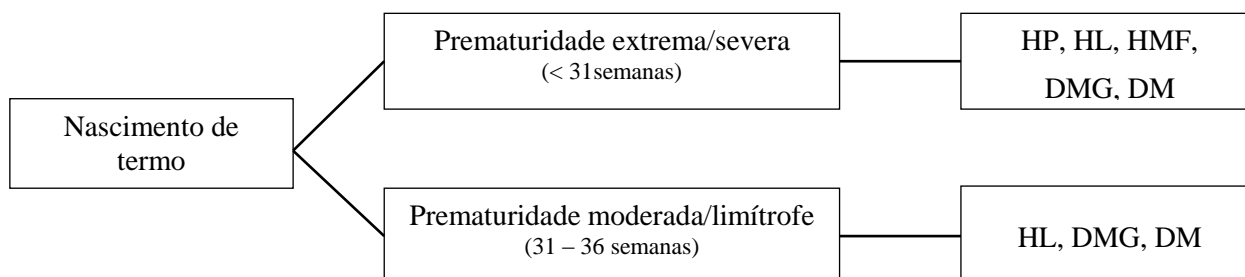 Nascimento de
termo
Prematuridade extrema/severa
(< 31semanas)
HP, HL, HMF,
DMG, DM
Prematuridade moderada/limítrofe
(31 – 36 semanas)
HL, DMG, DM